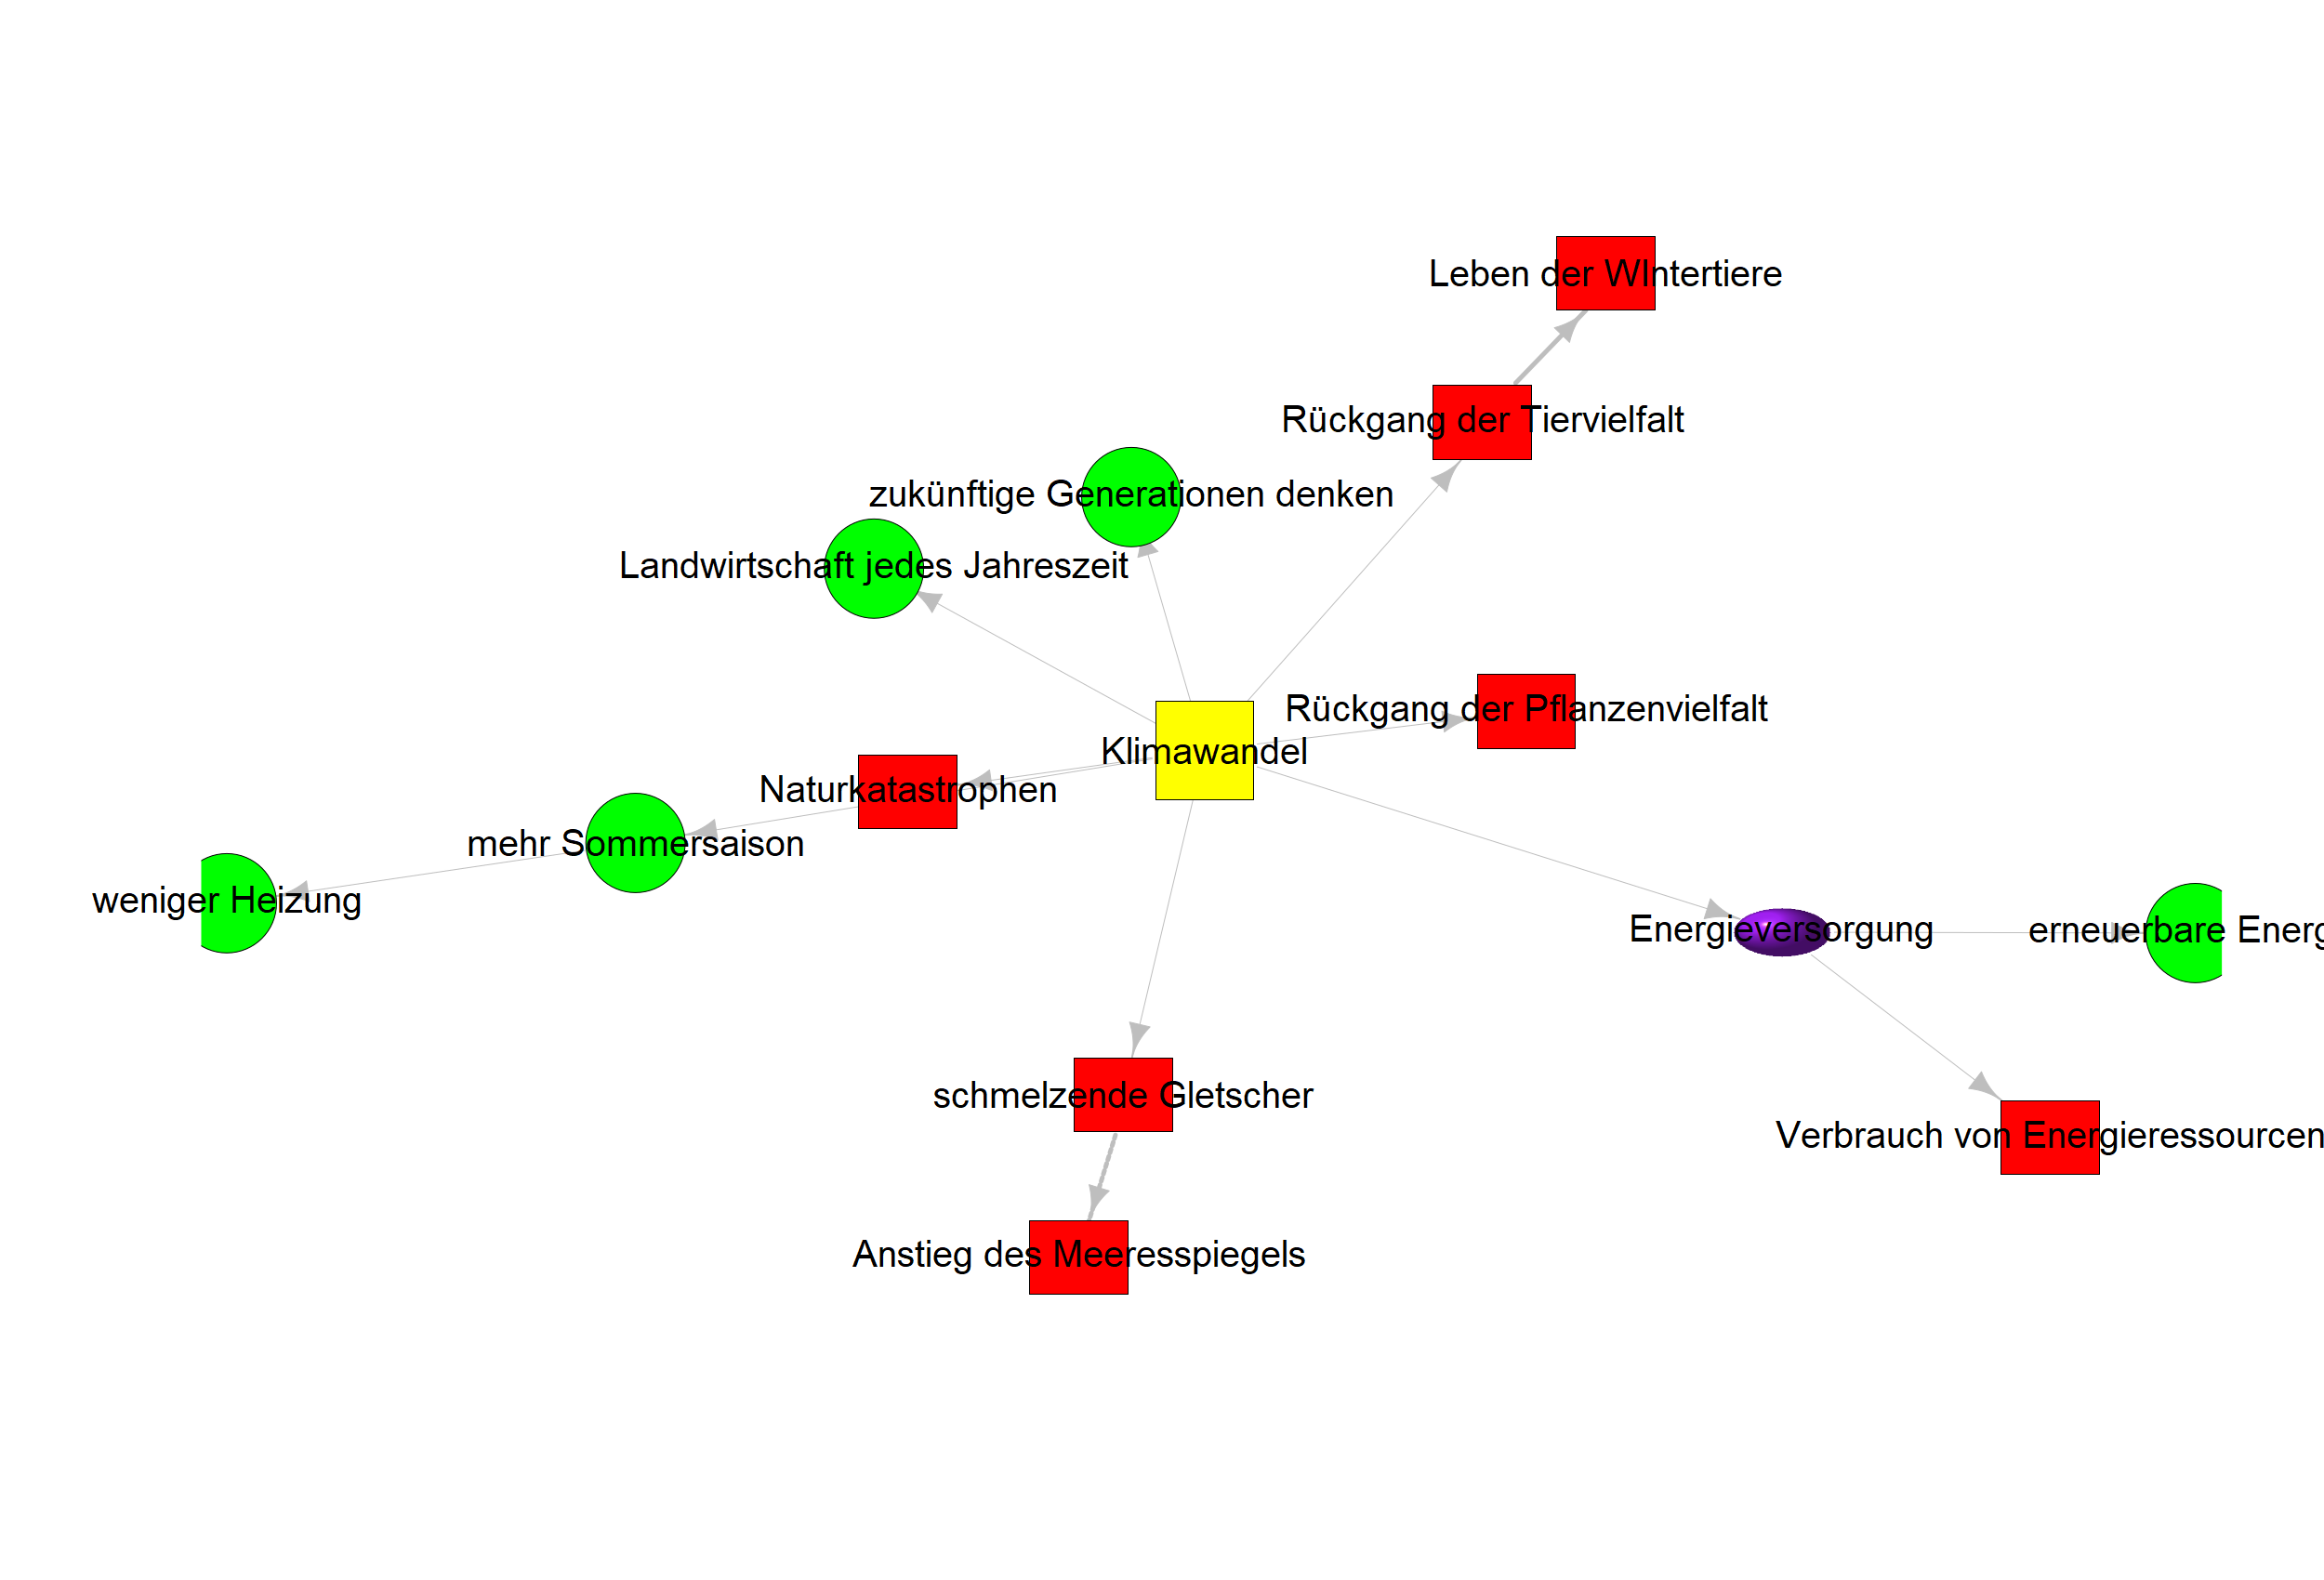 Leben der WIntertiere
Rückgang der Tiervielfalt
zukünftige Generationen denken
Landwirtschaft jedes Jahreszeit
Rückgang der Pflanzenvielfalt
Klimawandel
Naturkatastrophen
mehr Sommersaison
weniger Heizung
Energieversorgung
erneuerbare Energ
schmelzende Gletscher
Verbrauch von Energieressourcen
Anstieg des Meeresspiegels